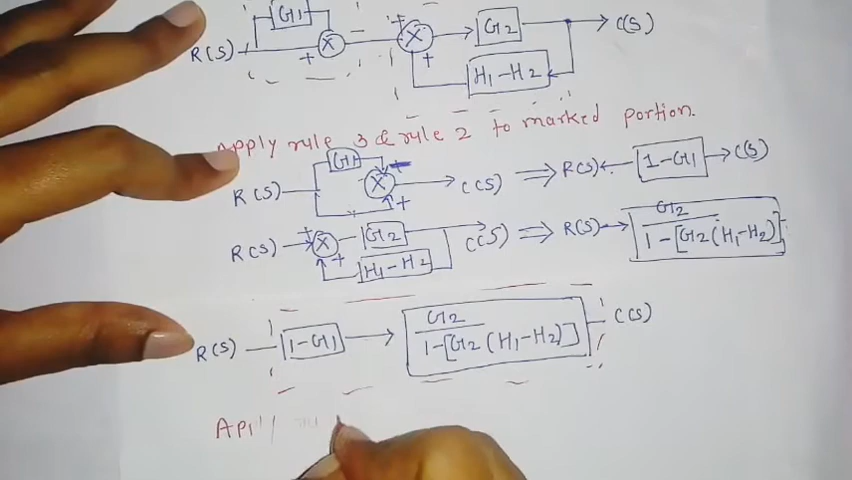 G1
R(S) X + + X + G2 C(S)
H1-H2
Apply rule 3 & rule 2 to marked portion.
R(S) G1 X + C(S) ⇒ R(S) 1-G1 C(S)
R(S) + X + G2 C(S) ⇒ R(S) G2 / 1-[G2(H1-H2)]
H1-H2
R(S) 1-G1 G2 / 1-[G2(H1-H2)] C(S)